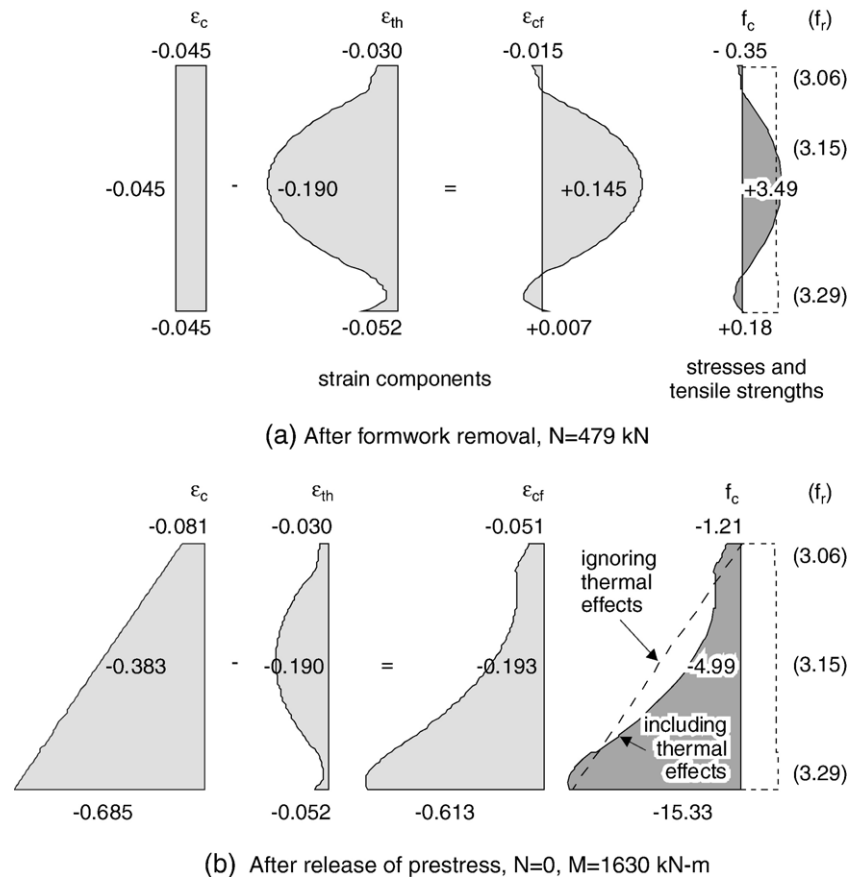 εc εth εcf fc (fr)
-0.045 -0.030 -0.015 - 0.35
(3.06)
(3.15)
-0.045 - -0.190 = +0.145 +3.49
(3.29)
-0.045 -0.052 +0.007 +0.18
strain components
stresses and
tensile strengths
(a) After formwork removal, N=479 kN
εc εth εcf fc (fr)
-0.081 -0.030 -0.051 -1.21
(3.06)
ignoring
thermal
effects
-0.383 - -0.190 = -0.193 -4.99 (3.15)
including
thermal
effects
(3.29)
-0.685 -0.052 -0.613 -15.33
(b) After release of prestress, N=0, M=1630 kN-m